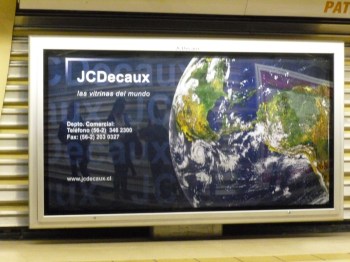 PAT
JCDecaux
las vitrinas del mundo
Depto. Comercial:
Teléfono (56-2) 346 2300
Fax: (56-2) 203 0327
www.jcdecaux.cl